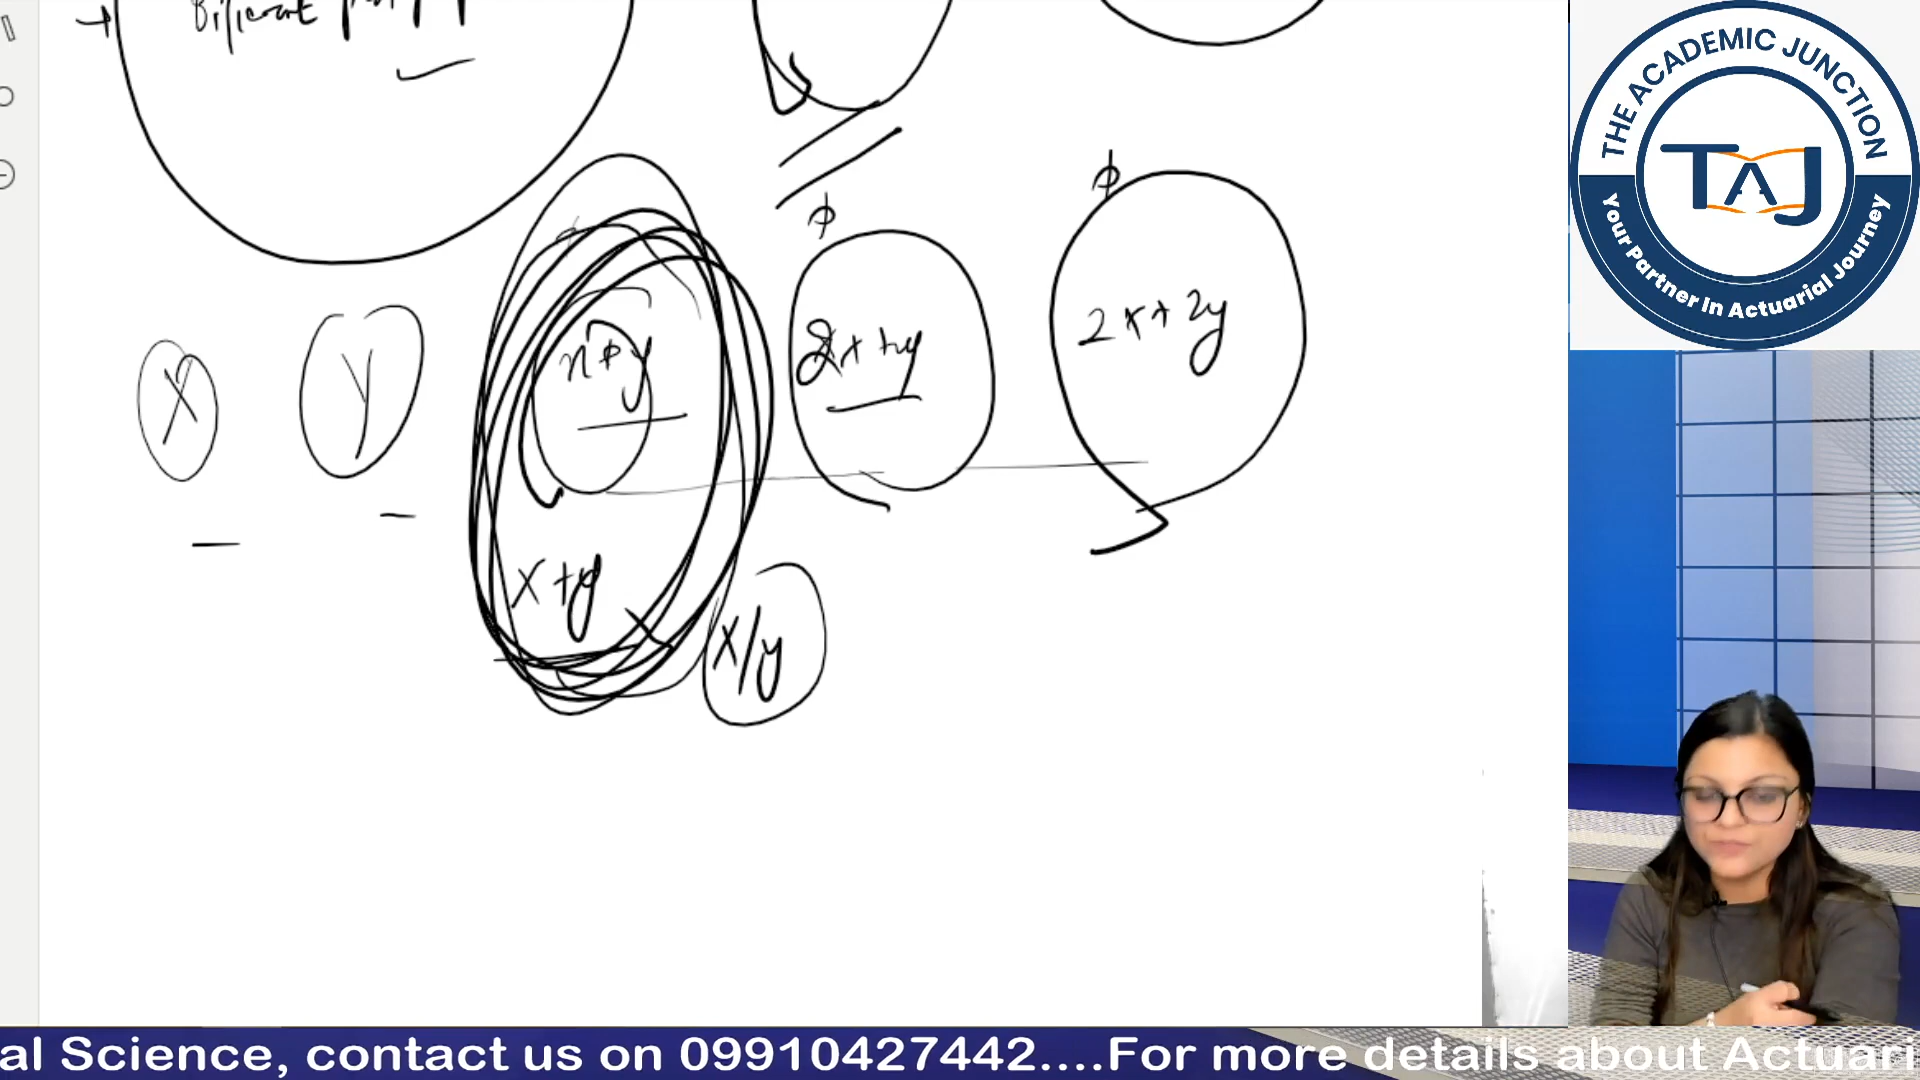 ϕ
ϕ
X
y
x+y
2x+y
2x+2y
x+y
x/y
THE ACADEMIC JUNCTION
TAJ
Your Partner In Actuarial Journey
al Science, contact us on 09910427442....For more details about Actuari